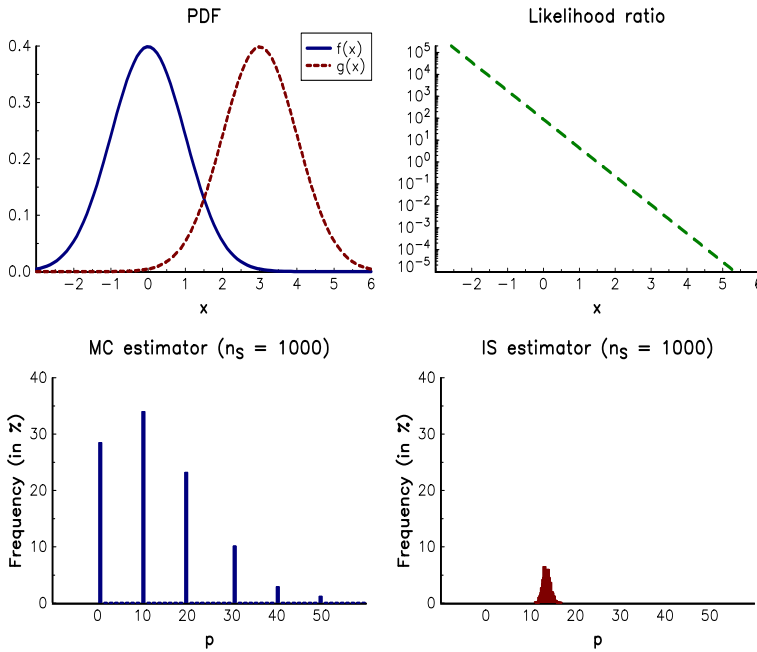 PDF
f(x)
g(x)
0.4
0.3
0.2
0.1
0.0
−2 −1 0 1 2 3 4 5 6
x
Likelihood ratio
10^5
10^4
10^3
10^2
10^1
10^0
10^−1
10^−2
10^−3
10^−4
10^−5
−2 −1 0 1 2 3 4 5 6
x
MC estimator (n_S = 1000)
Frequency (in %)
40
30
20
10
0
0 10 20 30 40 50
p
IS estimator (n_S = 1000)
Frequency (in %)
40
30
20
10
0
0 10 20 30 40 50
p